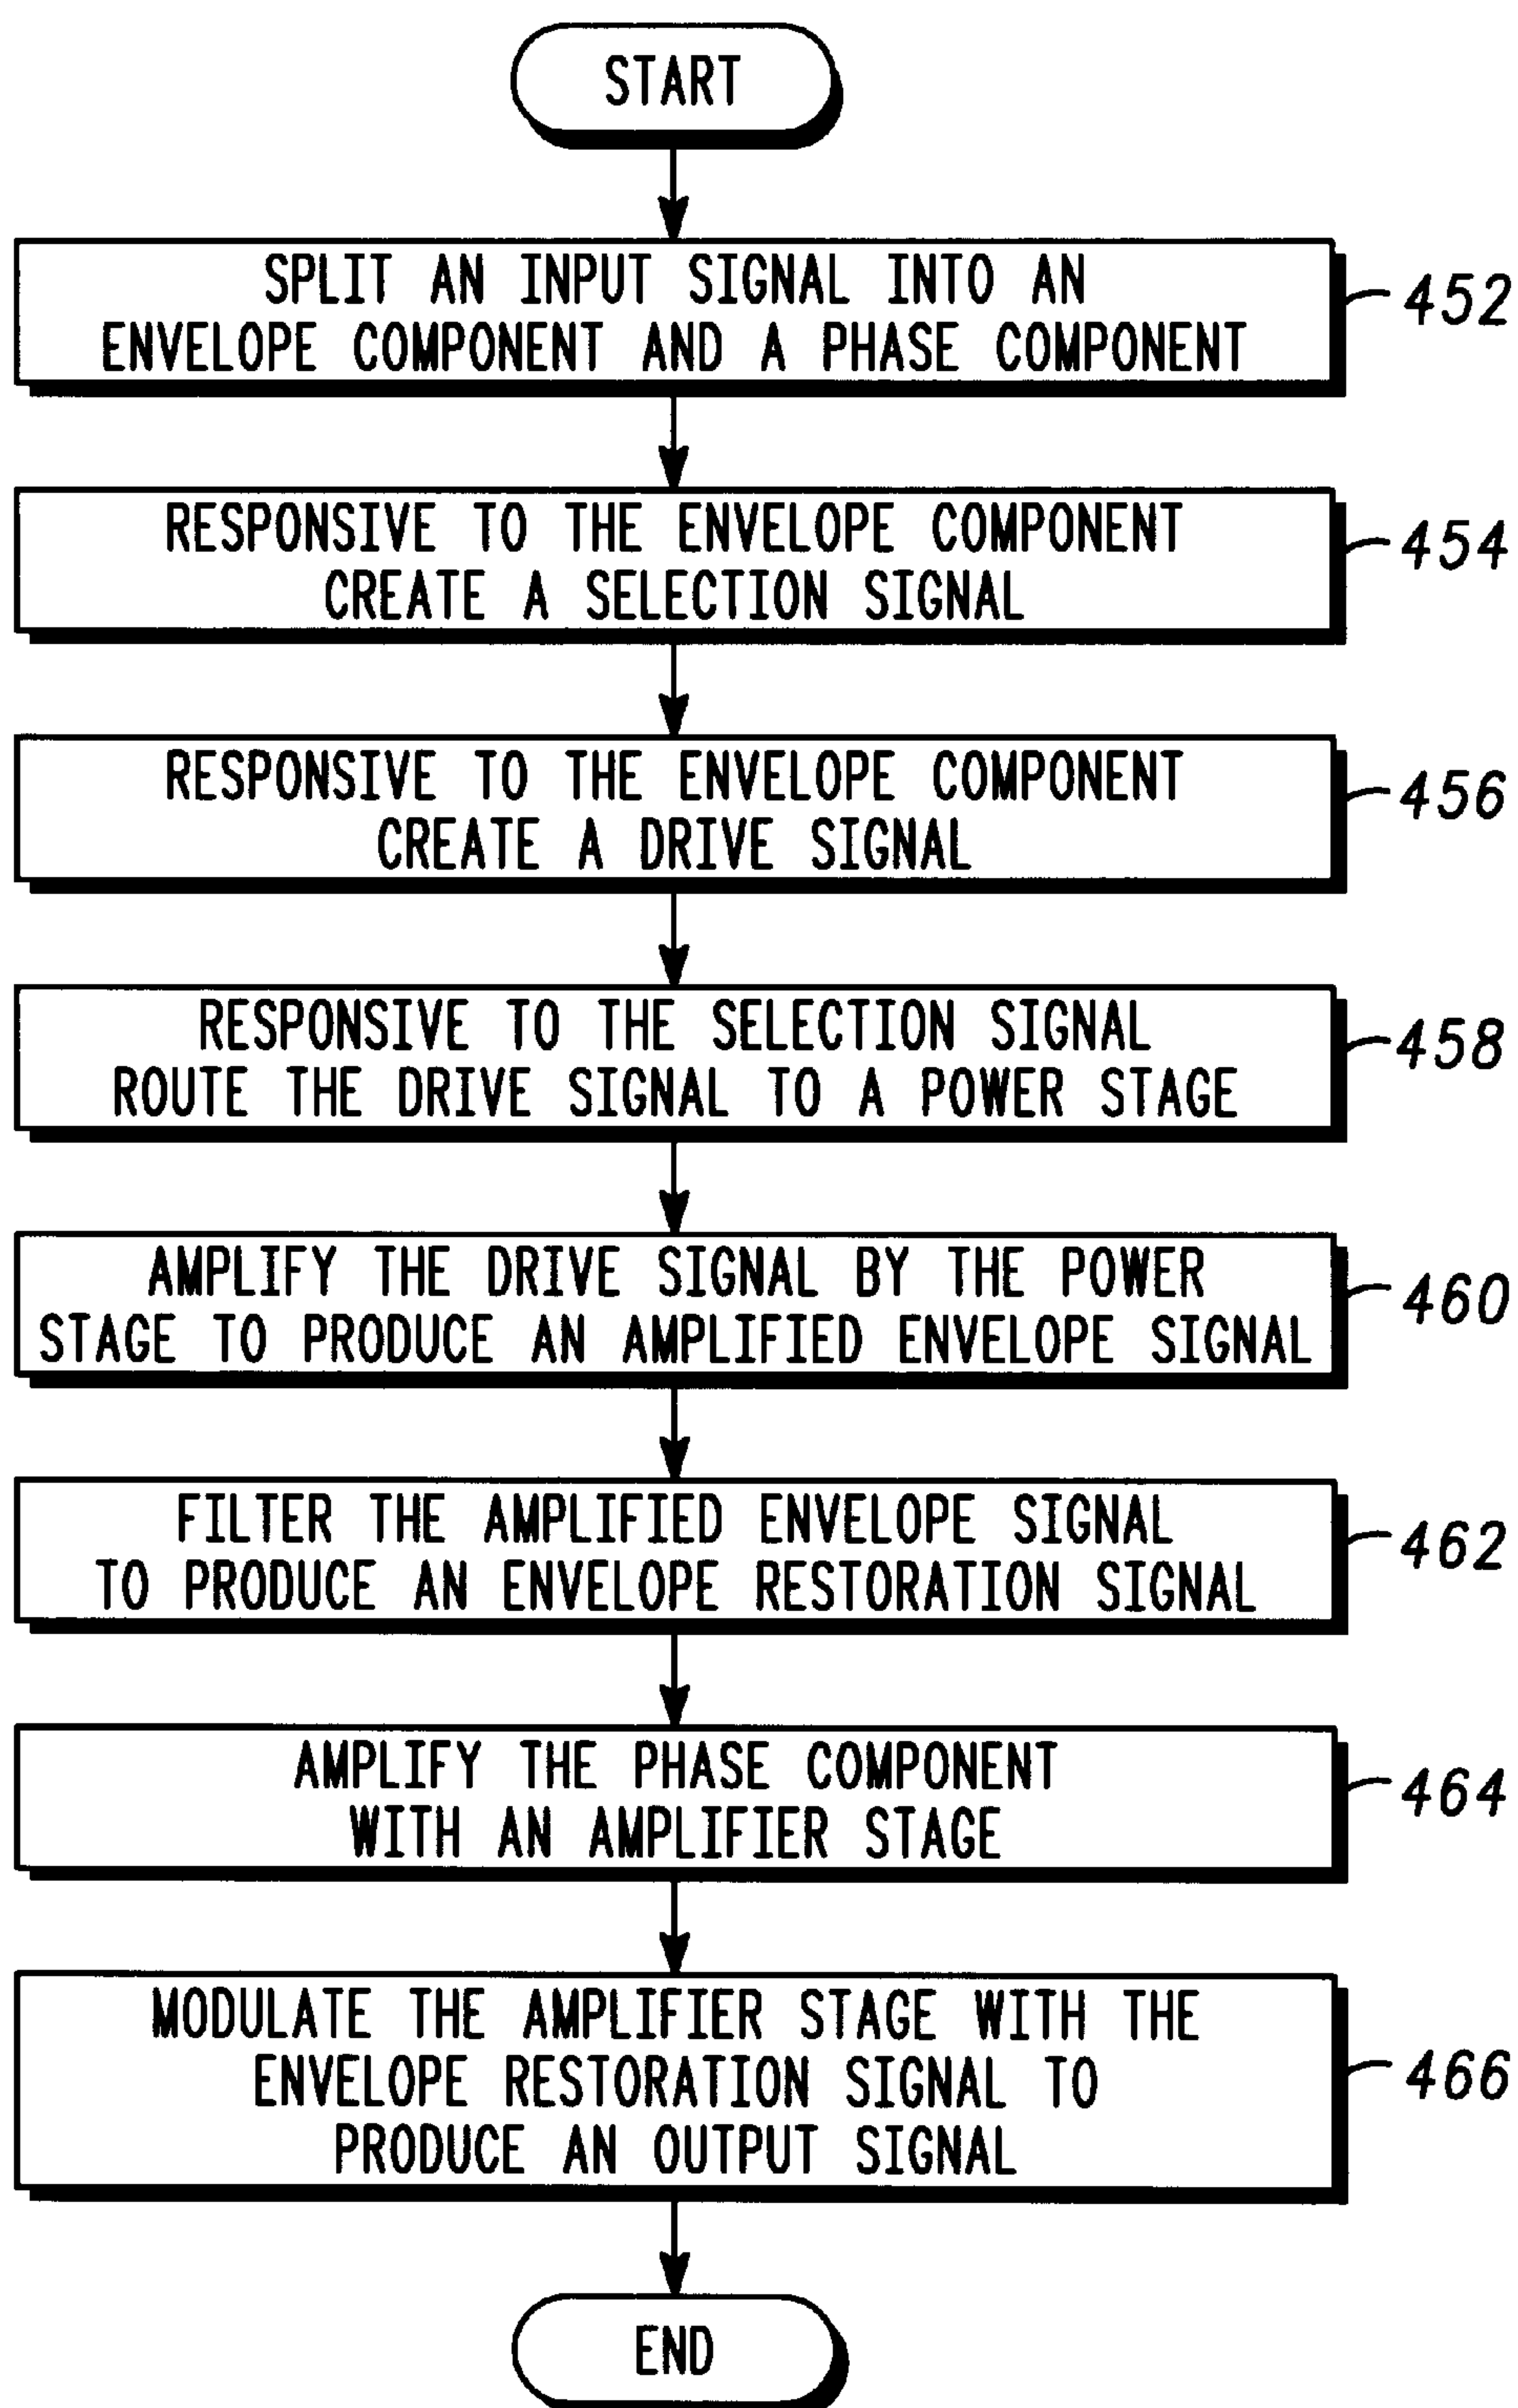 START
SPLIT AN INPUT SIGNAL INTO AN
ENVELOPE COMPONENT AND A PHASE COMPONENT
452
RESPONSIVE TO THE ENVELOPE COMPONENT
CREATE A SELECTION SIGNAL
454
RESPONSIVE TO THE ENVELOPE COMPONENT
CREATE A DRIVE SIGNAL
456
RESPONSIVE TO THE SELECTION SIGNAL
ROUTE THE DRIVE SIGNAL TO A POWER STAGE
458
AMPLIFY THE DRIVE SIGNAL BY THE POWER
STAGE TO PRODUCE AN AMPLIFIED ENVELOPE SIGNAL
460
FILTER THE AMPLIFIED ENVELOPE SIGNAL
TO PRODUCE AN ENVELOPE RESTORATION SIGNAL
462
AMPLIFY THE PHASE COMPONENT
WITH AN AMPLIFIER STAGE
464
MODULATE THE AMPLIFIER STAGE WITH THE
ENVELOPE RESTORATION SIGNAL TO
PRODUCE AN OUTPUT SIGNAL
466
END